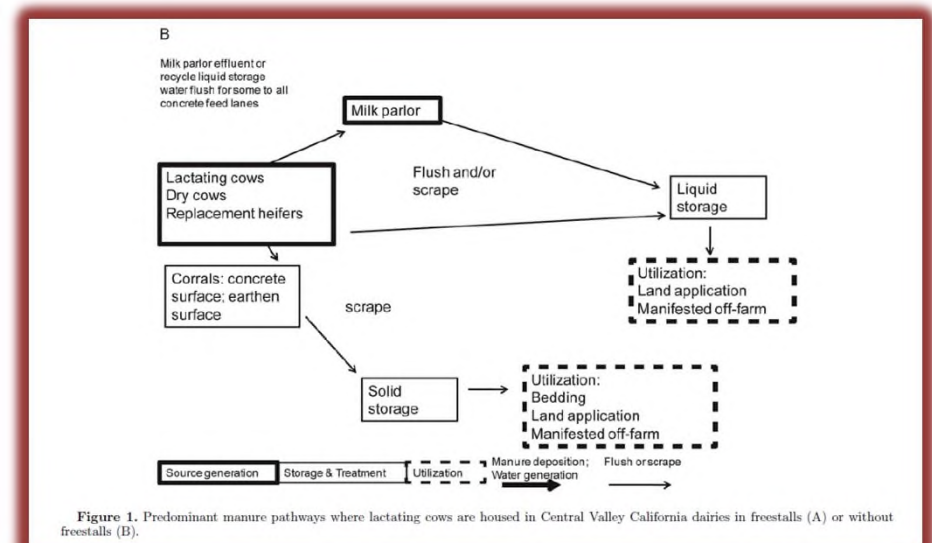 B
Milk parlor effluent or
recycle liquid storage
water flush for some to all
concrete feed lanes
Milk parlor
Lactating cows
Dry cows
Replacement heifers
Flush and/or
scrape
Liquid
storage
Corrals: concrete
surface; earthen
surface
scrape
Utilization:
Land application
Manifested off-farm
Solid
storage
Utilization:
Bedding
Land application
Manifested off-farm
Source generation
Storage & Treatment
Utilization
Manure deposition;
Water generation
Flush or scrape
Figure 1. Predominant manure pathways where lactating cows are housed in Central Valley California dairies in freestalls (A) or without
freestalls (B).